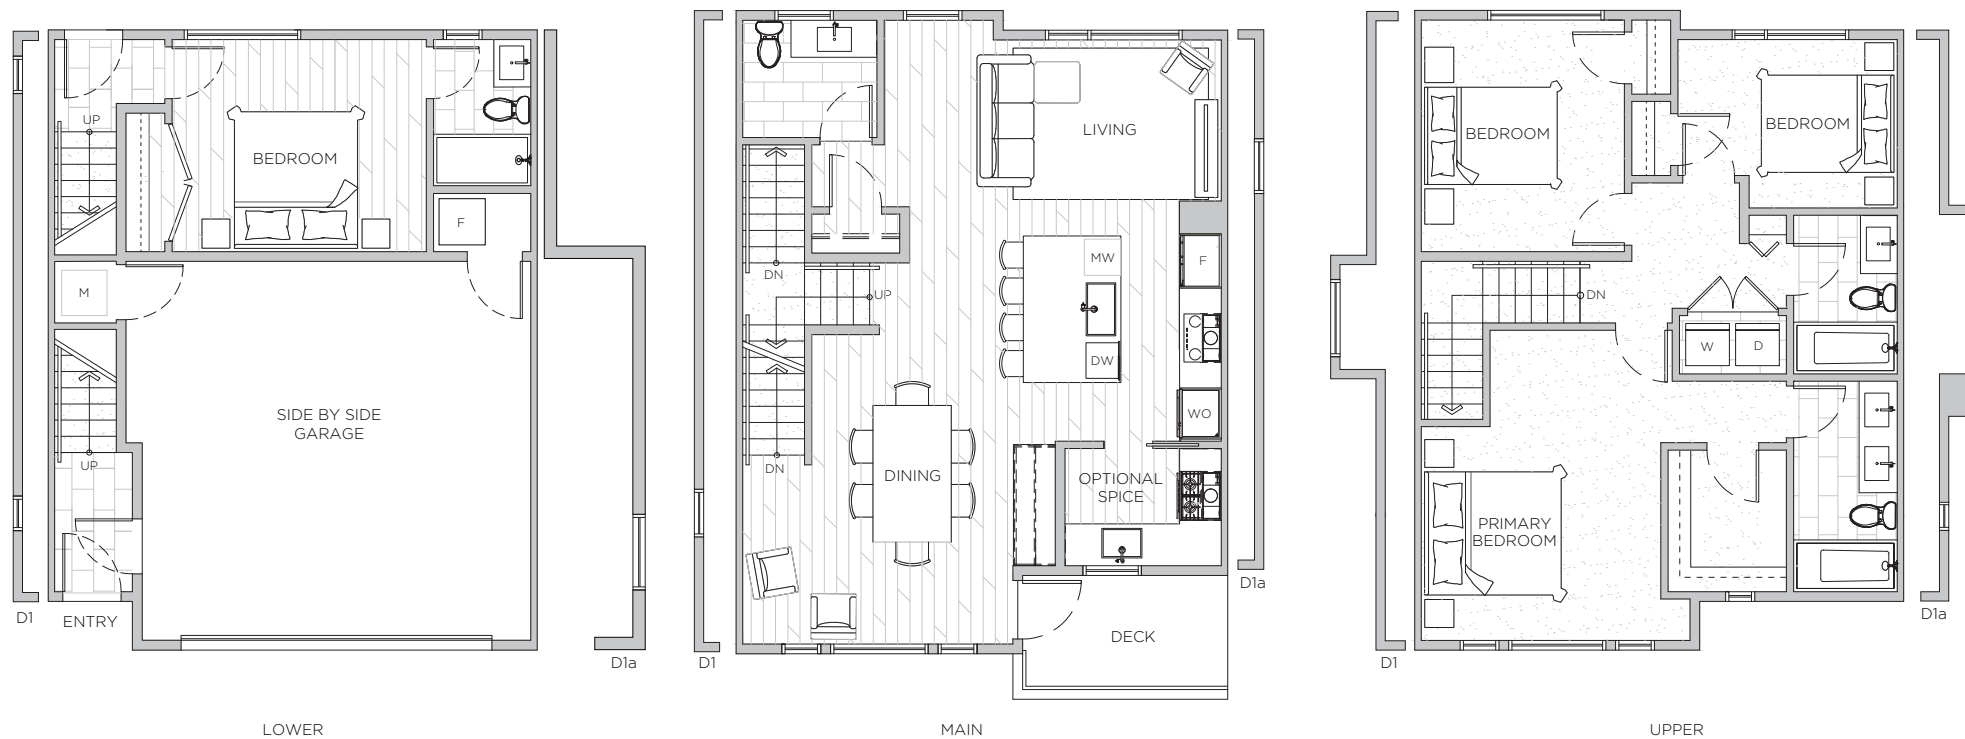 UP
BEDROOM
F
M
SIDE BY SIDE
GARAGE
UP
D1
ENTRY
D1a
LOWER
LIVING
DN
MW
F
UP
DW
WO
DN
DINING
OPTIONAL
SPICE
D1a
DECK
D1
MAIN
BEDROOM
BEDROOM
DN
W
D
PRIMARY
BEDROOM
D1a
D1
UPPER